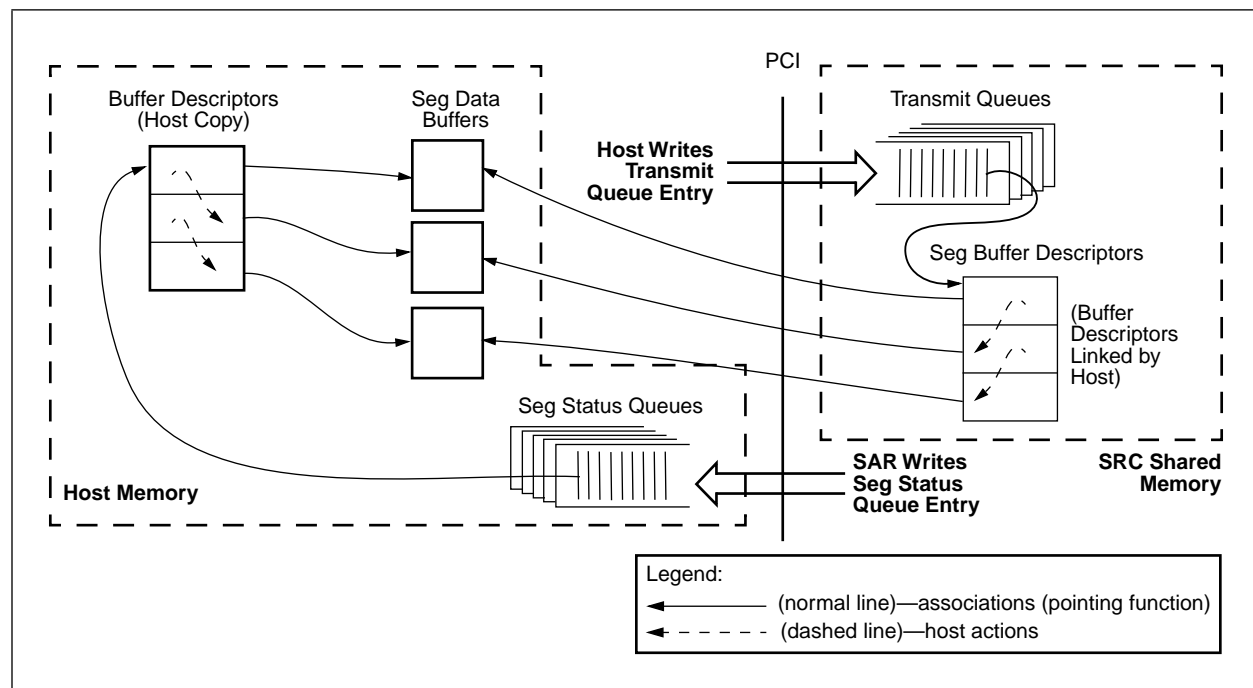 PCI
Buffer Descriptors
(Host Copy)
Seg Data
Buffers
Transmit Queues
Host Writes
Transmit
Queue Entry
Seg Buffer Descriptors
(Buffer
Descriptors
Linked by
Host)
Seg Status Queues
Host Memory
SAR Writes
Seg Status
Queue Entry
SRC Shared
Memory
Legend:
(normal line)—associations (pointing function)
(dashed line)—host actions